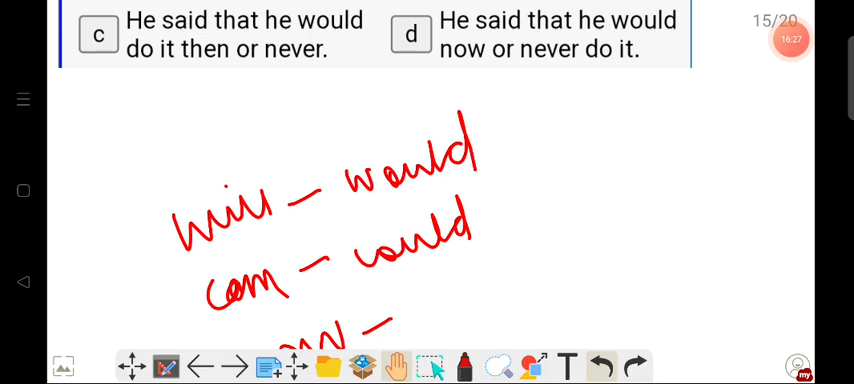 c He said that he would
do it then or never.
d He said that he would
now or never do it.
15/20
16:27
will – would
can – could
T
my